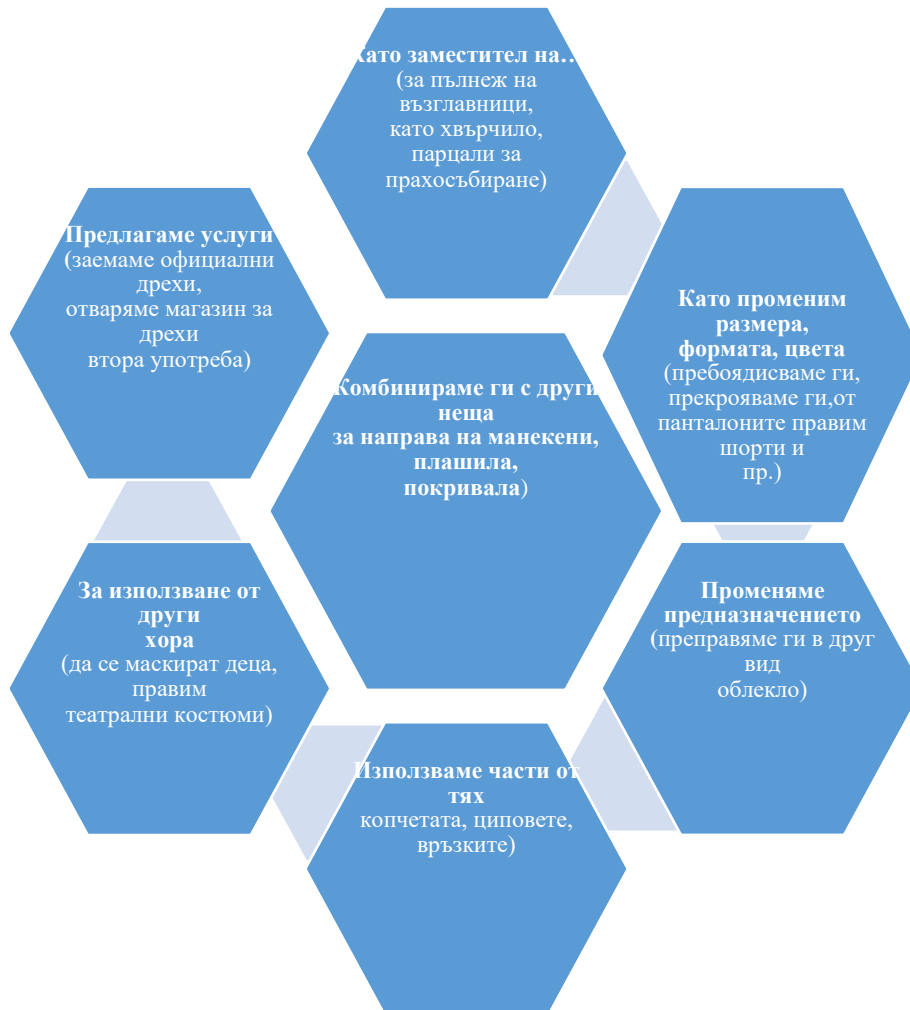 Като заместител на…
(за пълнеж на
възглавници,
като хвърчило,
парцали за
прахосъбиране)
Предлагаме услуги
(заемаме официални
дрехи,
отваряме магазин за
дрехи
втора употреба)
Като променим
размера,
формата, цвета
(пребоядисваме ги,
прекрояваме ги,от
панталоните правим
шорти и
пр.)
Комбинираме ги с други
неща
за направа на манекени,
плашила,
покривала)
За използване от
други
хора
(да се маскират деца,
правим
театрални костюми)
Променяме
предназначението
(преправяме ги в друг
вид
облекло)
Използваме части от
тях
копчетата, циповете,
връзките)